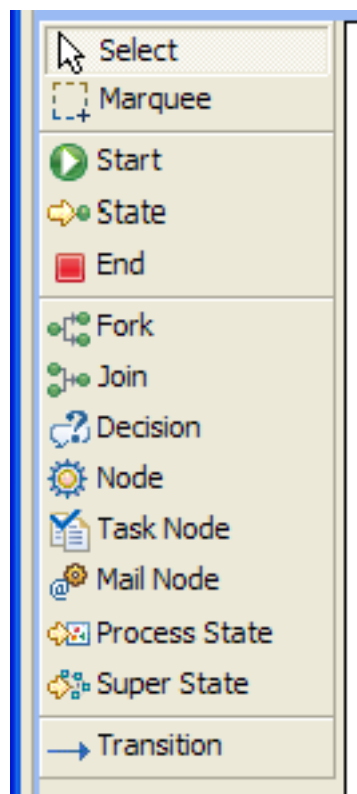 Select
Marquee
Start
State
End
Fork
Join
Decision
Node
Task Node
Mail Node
Process State
Super State
Transition